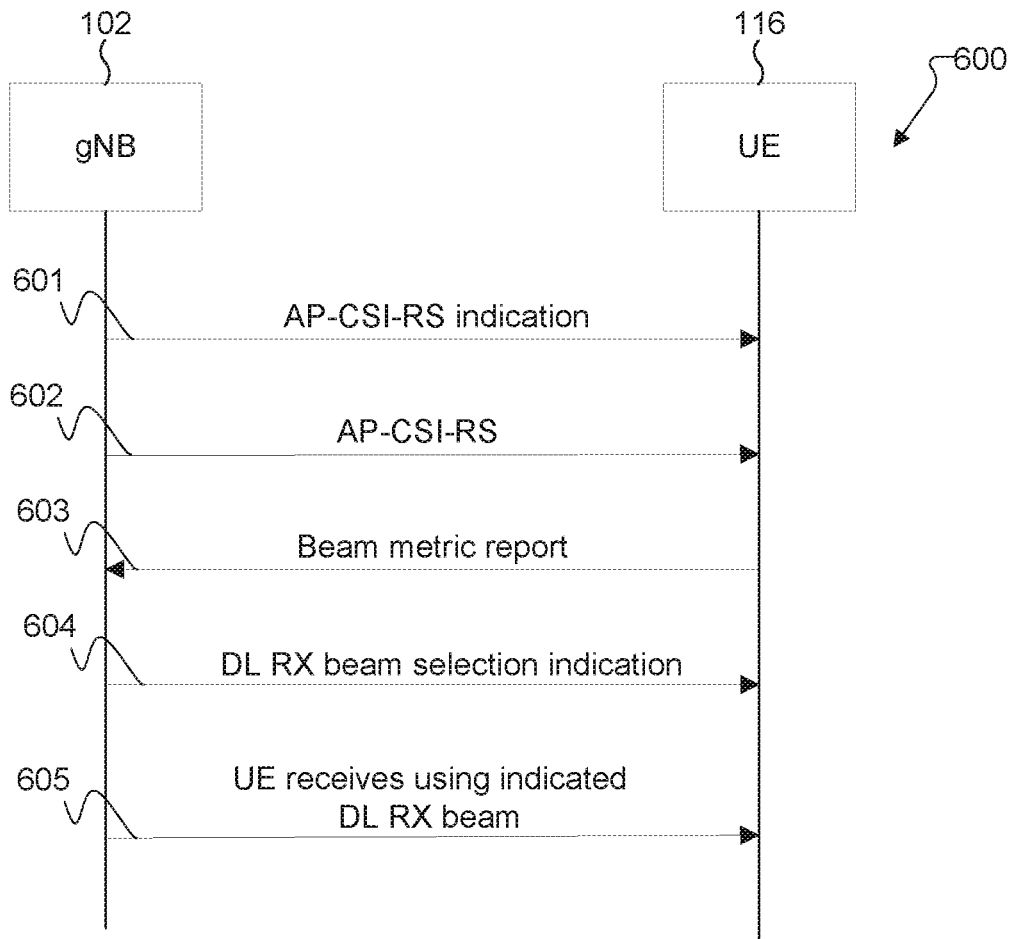 102
116
600
gNB
UE
601
AP-CSI-RS indication
602
AP-CSI-RS
603
Beam metric report
604
DL RX beam selection indication
605
UE receives using indicated
DL RX beam